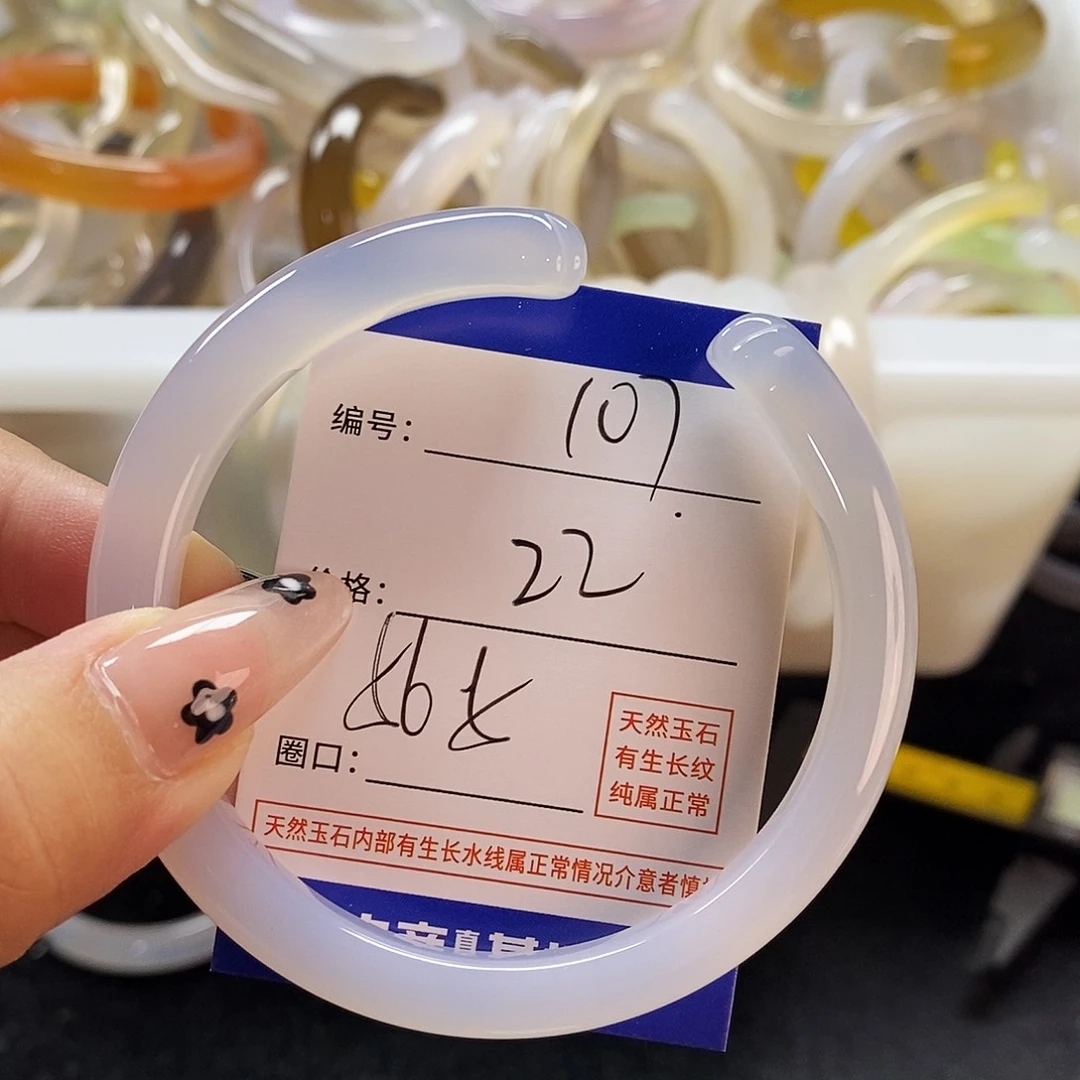 编号: 107.
价格: 22
圈口:
天然玉石
有生长纹
纯属正常
天然玉石内部有生长水线属正常情况介意者慎